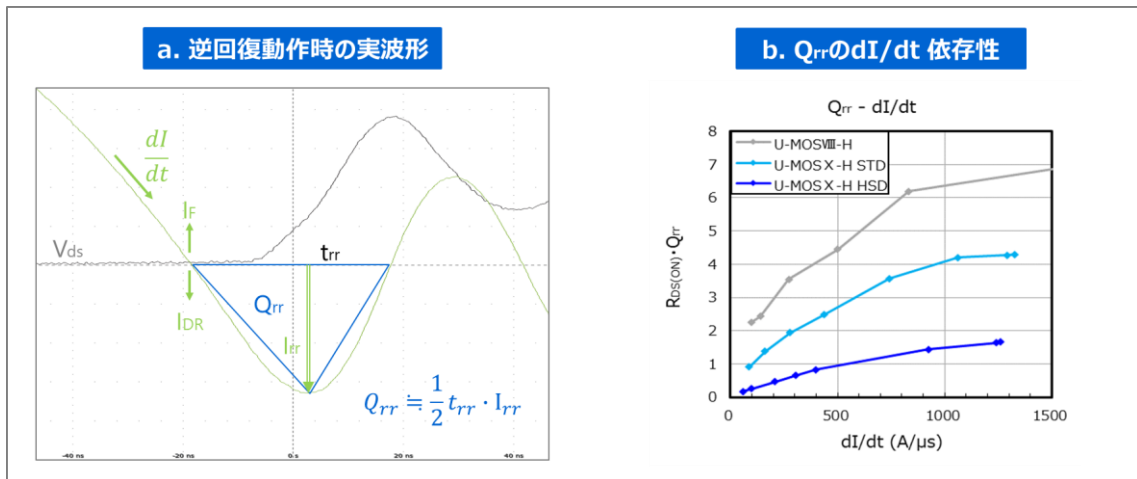 a. 逆回復動作時の実波形
dI
dt
IF
Vds
trr
Qrr
IDR
Irr
Qrr ≒ 1/2 trr · Irr
-40 ns
-20 ns
0 s
20 ns
40 ns
b. QrrのdI/dt 依存性
Qrr - dI/dt
8
7
6
5
4
3
2
1
0
U-MOSⅧ-H
U-MOSⅩ-H STD
U-MOSⅩ-H HSD
RDS(ON)・Qrr
0
500
1000
1500
dI/dt (A/μs)